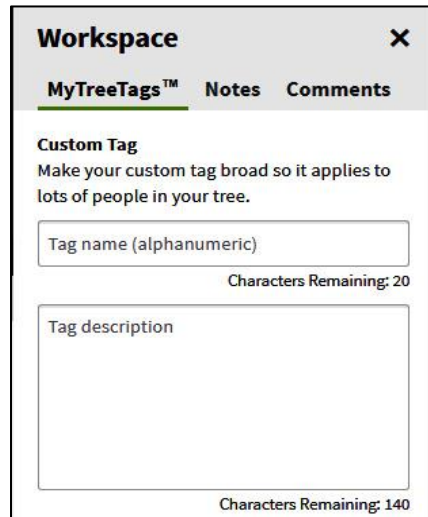 Workspace ×
MyTreeTags™ Notes Comments
Custom Tag
Make your custom tag broad so it applies to
lots of people in your tree.
Tag name (alphanumeric)
Characters Remaining: 20
Tag description
Characters Remaining: 140